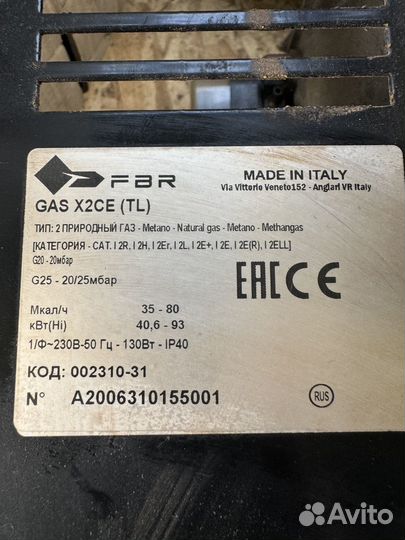 FBR
MADE IN ITALY
Via Vittorio Veneto152 - Angiari VR Italy
GAS X2CE (TL)
ТИП: 2 ПРИРОДНЫЙ ГАЗ - Metano - Natural gas - Metano - Methangas
[КАТЕГОРИЯ - CAT. I 2R, I 2H, I 2Er, I 2L, I 2E+, I 2E, I 2E(R), I 2ELL]
G20 - 20мбар
G25 - 20/25мбар
EAC CE
Мкал/ч 35 - 80
кВт(Hi) 40,6 - 93
1/Ф~230В-50 Гц - 130Вт - IP40
КОД: 002310-31
N° A2006310155001
RUS
Avito